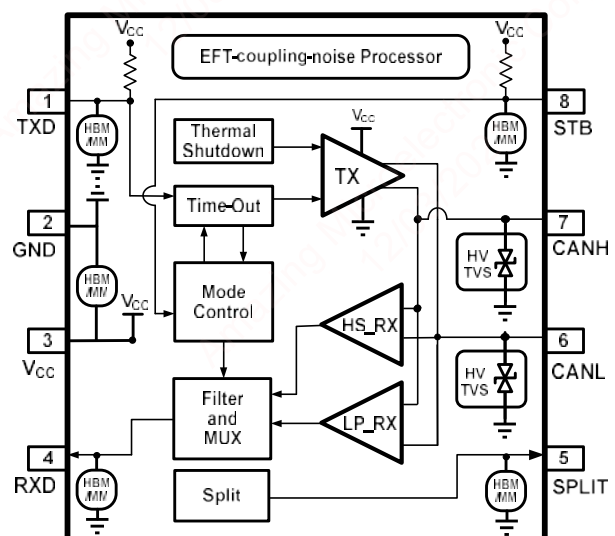 EFT-coupling-noise Processor
VCC
VCC
1
TXD
HBM
/MM
8
STB
HBM
/MM
Thermal
Shutdown
VCC
TX
Time-Out
2
GND
7
CANH
HBM
/MM
HV
TVS
Mode
Control
VCC
HS_RX
3
VCC
6
CANL
HV
TVS
Filter
and
MUX
LP_RX
4
RXD
HBM
/MM
Split
5
SPLIT
HBM
/MM